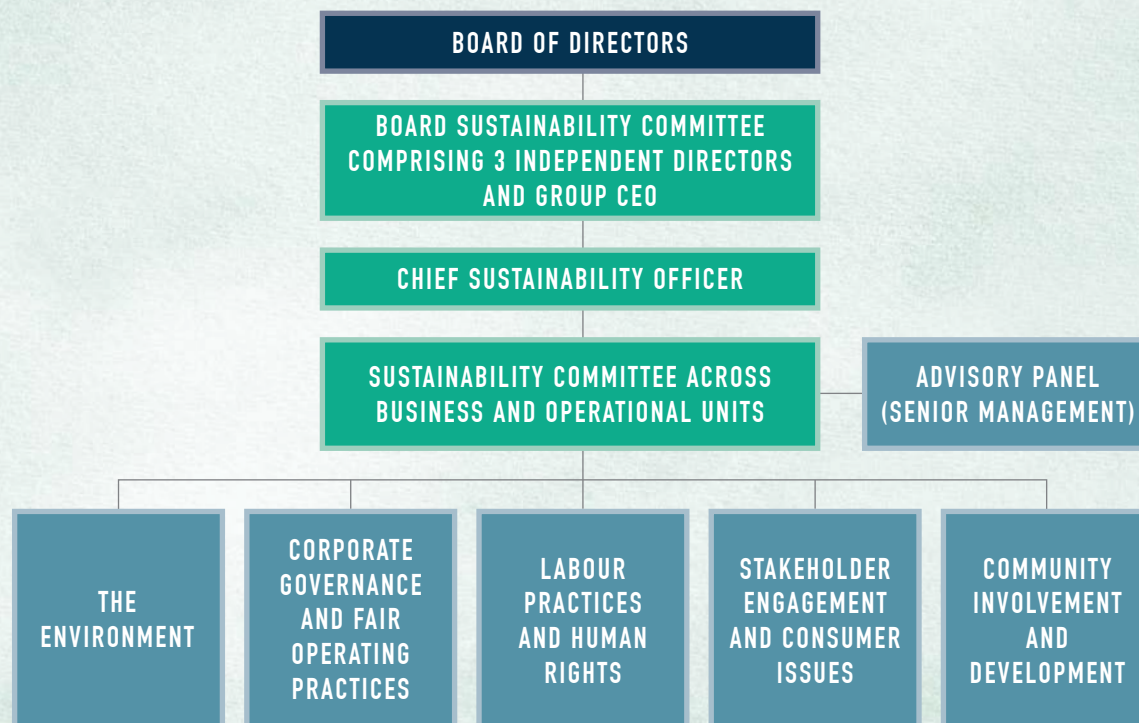 BOARD OF DIRECTORS
BOARD SUSTAINABILITY COMMITTEE
COMPRISING 3 INDEPENDENT DIRECTORS
AND GROUP CEO
CHIEF SUSTAINABILITY OFFICER
SUSTAINABILITY COMMITTEE ACROSS
BUSINESS AND OPERATIONAL UNITS
ADVISORY PANEL
(SENIOR MANAGEMENT)
THE
ENVIRONMENT
CORPORATE
GOVERNANCE
AND FAIR
OPERATING
PRACTICES
LABOUR
PRACTICES
AND HUMAN
RIGHTS
STAKEHOLDER
ENGAGEMENT
AND CONSUMER
ISSUES
COMMUNITY
INVOLVEMENT
AND
DEVELOPMENT